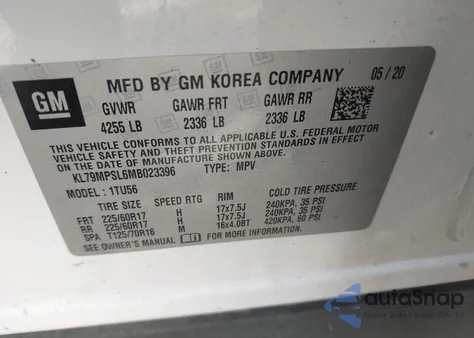 GM
MFD BY GM KOREA COMPANY 05/20
GVWR GAWR FRT GAWR RR
4255 LB 2336 LB 2336 LB
THIS VEHICLE CONFORMS TO ALL APPLICABLE U.S. FEDERAL MOTOR
VEHICLE SAFETY, BUMPER, AND THEFT PREVENTION STANDARDS IN
EFFECT ON THE DATE OF MANUFACTURE SHOWN ABOVE.
KL79MPSL6MB023396 TYPE: MPV
MODEL: 1TU56
TIRE SIZE SPEED RTG RIM COLD TIRE PRESSURE
FRT 225/60R17 H 17x7.5J 240KPA, 35 PSI
RR 225/60R17 H 17x7.5J 240KPA, 35 PSI
SPA T125/70R16 M 16x4.0BT 420KPA, 60 PSI
SEE OWNER'S MANUAL FOR MORE INFORMATION
autoSnap